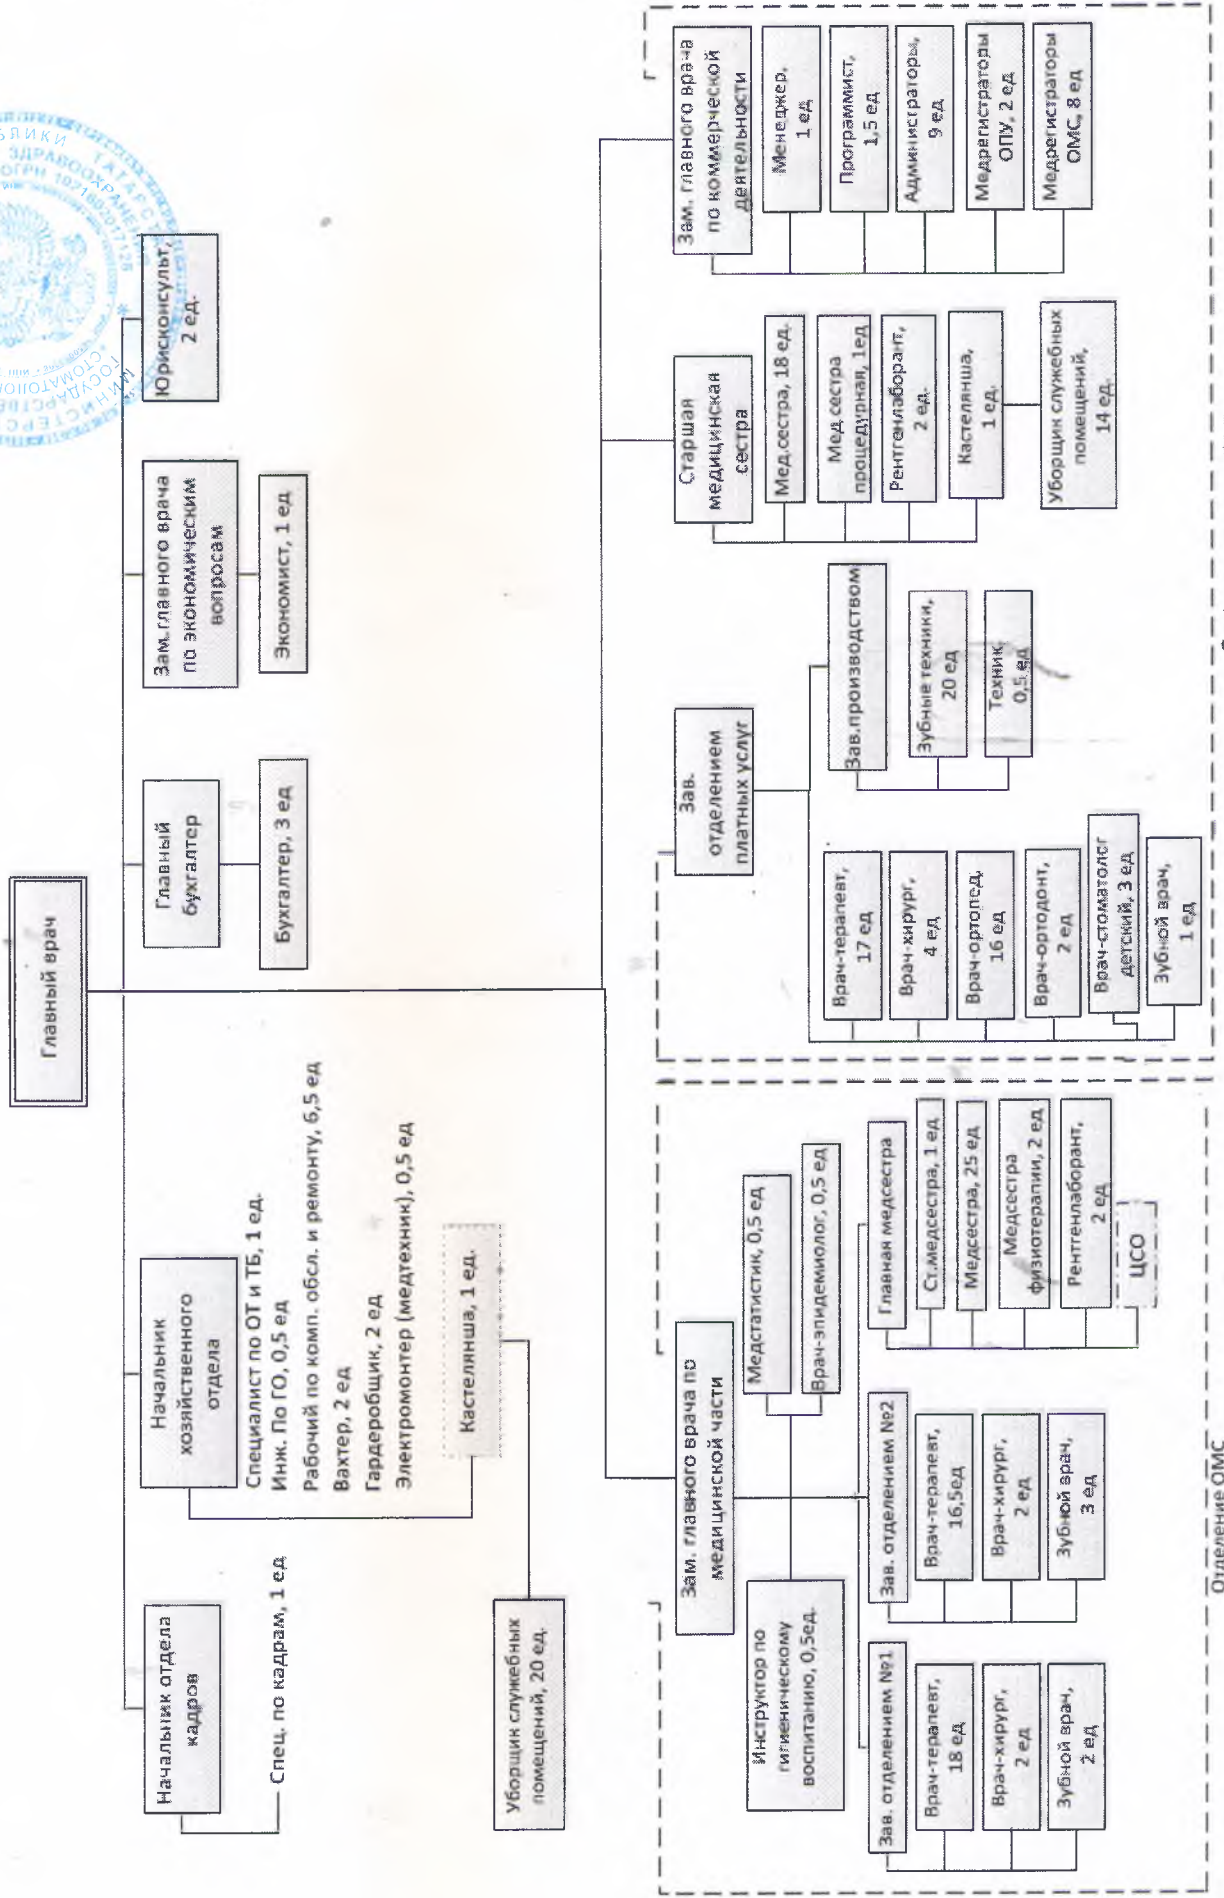 Главный врач
Начальник отдела
кадров
Спец. по кадрам, 1 ед
Начальник
хозяйственного
отдела
Специалист по ОТ и ТБ, 1 ед.
Инж. По ГО, 0,5 ед
Рабочий по комп. обсл. и ремонту, 6,5 ед
Вахтер, 2 ед
Гардеробщик, 2 ед
Электромонтер (медтехник), 0,5 ед
Кастелянша, 1 ед.
Уборщик служебных
помещений, 20 ед.
Главный
бухгалтер
Бухгалтер, 3 ед
Зам. главного врача
по экономическим
вопросам
Экономист, 1 ед
Юрисконсульт,
2 ед.
Зам. главного врача по
медицинской части
Инструктор по
гигиеническому
воспитанию, 0,5ед.
Медстатистик, 0,5 ед
Врач-эпидемиолог, 0,5 ед
Зав. отделением №1
Врач-терапевт,
18 ед
Врач-хирург,
2 ед
Зубной врач,
2 ед
Зав. отделением №2
Врач-терапевт,
16,5ед
Врач-хирург,
2 ед
Зубной врач,
3 ед
Главная медсестра
Ст.медсестра, 1 ед
Медсестра, 25 ед
Медсестра
физиотерапии, 2 ед
Рентгенлаборант,
2 ед
ЦСО
Отделение ОМС
Зав.
отделением
платных услуг
Врач-терапевт,
17 ед
Врач-хирург,
4 ед
Врач-ортопед,
16 ед
Врач-ортодонт,
2 ед
Врач-стоматолог
детский, 3 ед
Зубной врач,
1 ед
Зав.производством
Зубные техники,
20 ед
Техник,
0,5 ед
Старшая
медицинская
сестра
Мед.сестра, 18 ед.
Мед сестра
процедурная, 1ед
Рентгенлаборант,
2 ед.
Кастелянша,
1 ед.
Уборщик служебных
помещений,
14 ед.
Зам. главного врача
по коммерческой
деятельности
Менеджер,
1 ед
Программист,
1,5 ед
Администраторы,
9 ед
Медрегистраторы
ОПУ, 2 ед
Медрегистраторы
ОМС, 8 ед